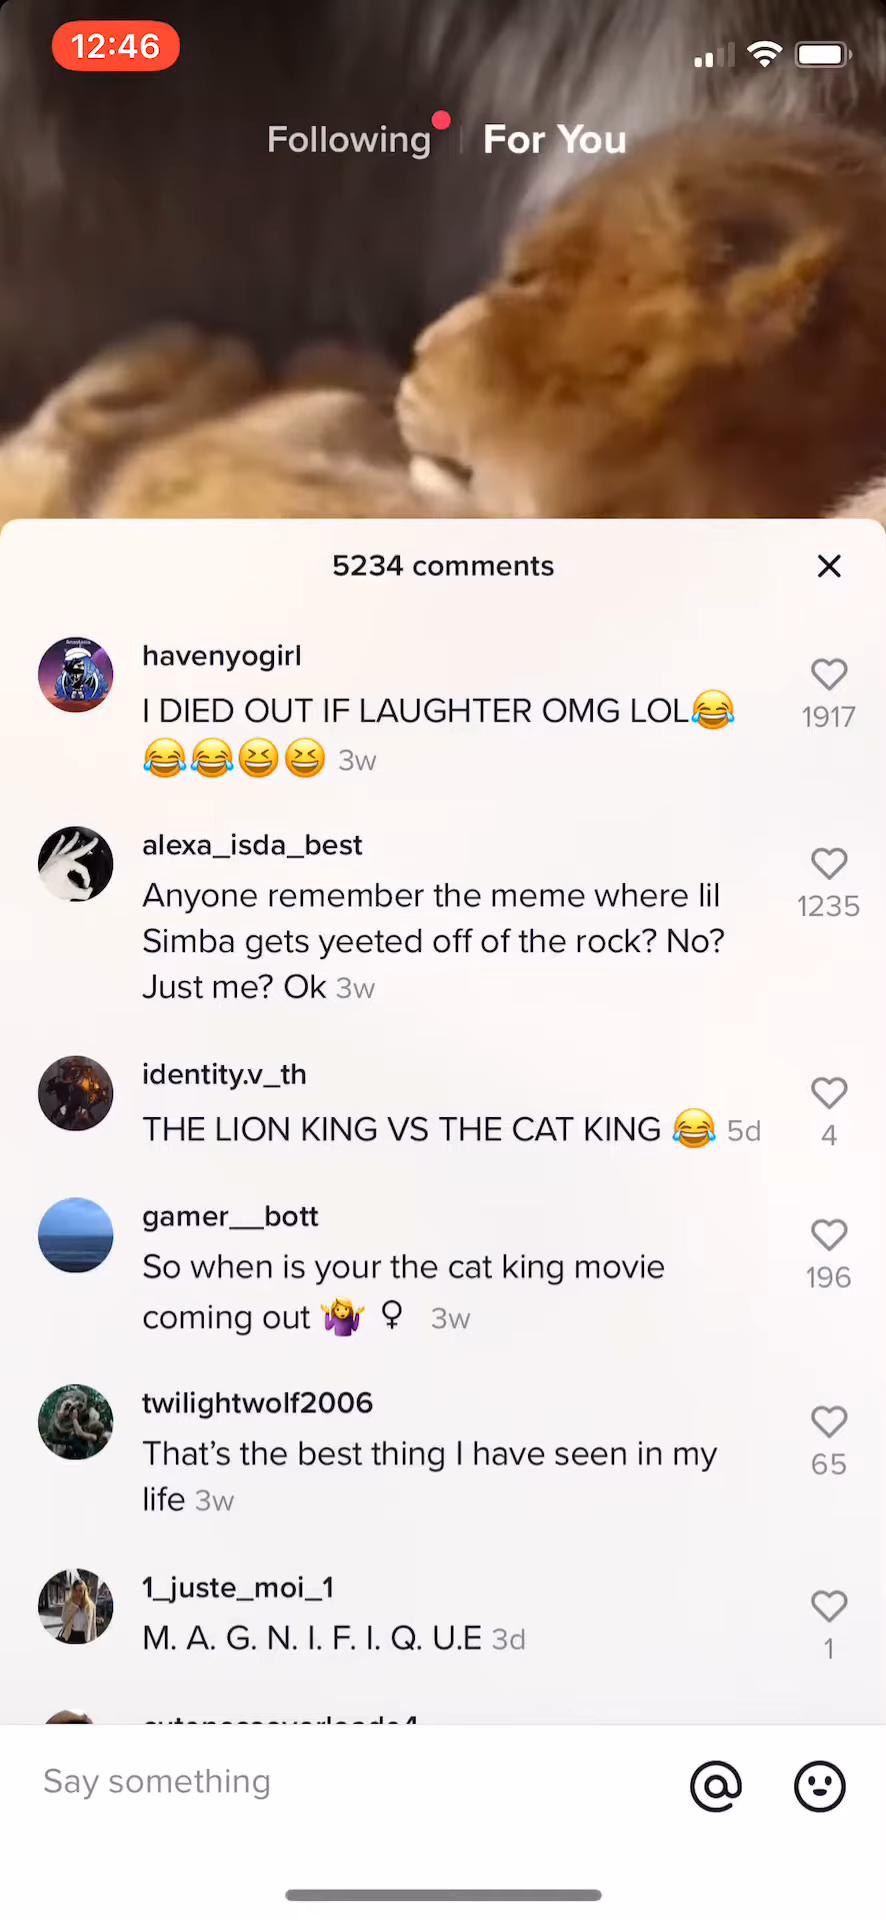 12:46
Following For You
5234 comments
havenyogirl
I DIED OUT IF LAUGHTER OMG LOL😂
😂😂😆😆 3w
1917
alexa_isda_best
Anyone remember the meme where lil
Simba gets yeeted off of the rock? No?
Just me? Ok 3w
1235
identity.v_th
THE LION KING VS THE CAT KING 😂 5d
4
gamer__bott
So when is your the cat king movie
coming out 🤷‍♀️ ♀ 3w
196
twilightwolf2006
That's the best thing I have seen in my
life 3w
65
1_juste_moi_1
M. A. G. N. I. F. I. Q. U.E 3d
1
Say something